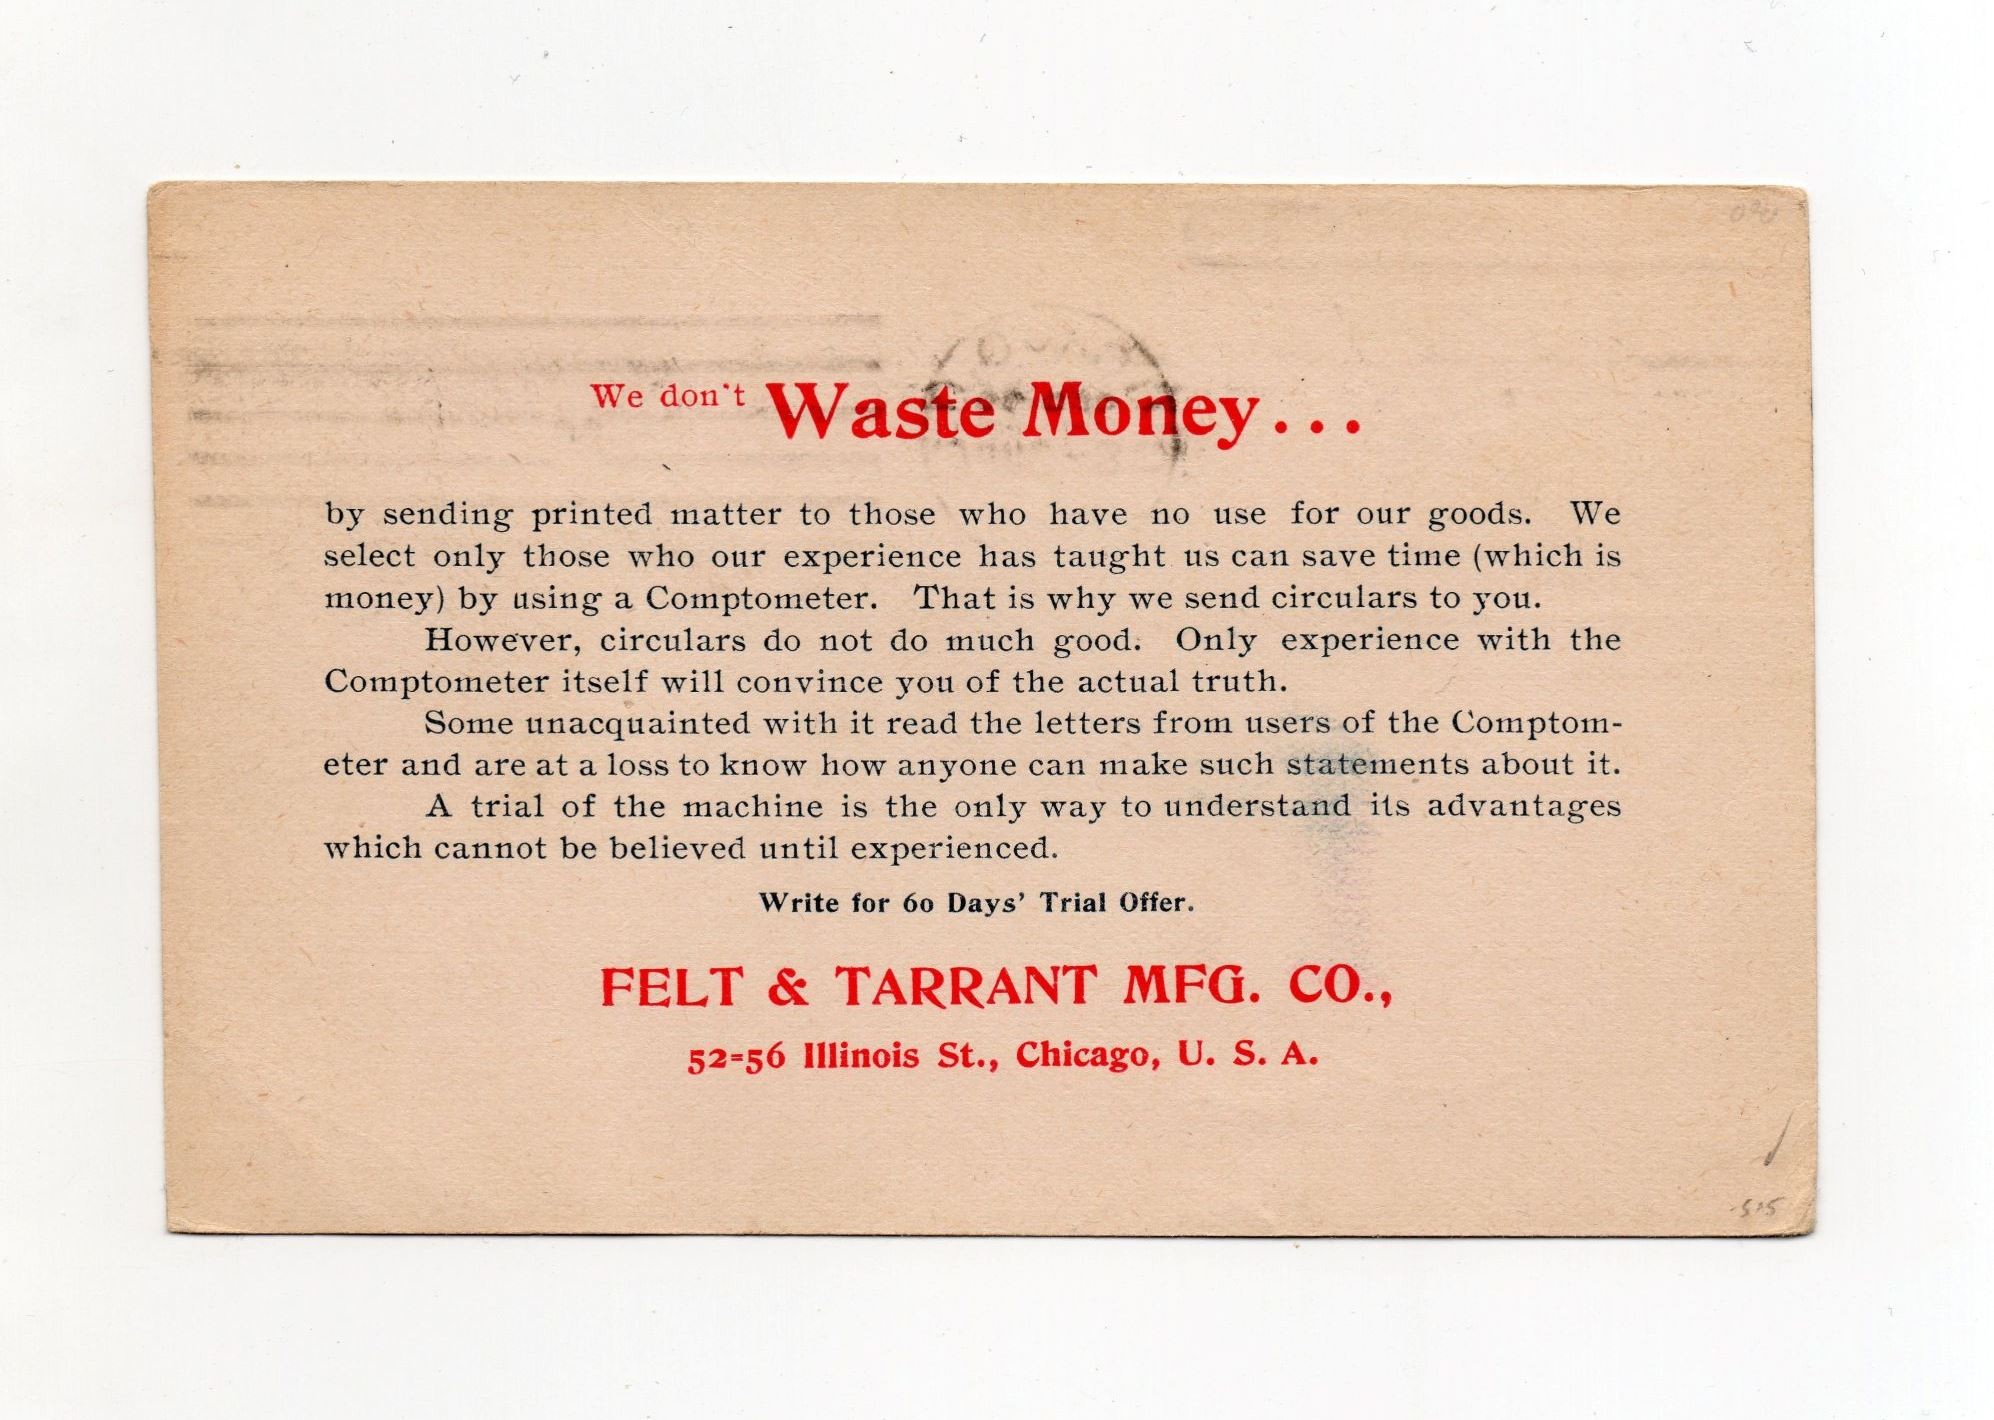 We don't Waste Money...
by sending printed matter to those who have no use for our goods. We
select only those who our experience has taught us can save time (which is
money) by using a Comptometer. That is why we send circulars to you.
However, circulars do not do much good. Only experience with the
Comptometer itself will convince you of the actual truth.
Some unacquainted with it read the letters from users of the Comptom-
eter and are at a loss to know how anyone can make such statements about it.
A trial of the machine is the only way to understand its advantages
which cannot be believed until experienced.
Write for 60 Days' Trial Offer.
FELT & TARRANT MFG. CO.,
52=56 Illinois St., Chicago, U. S. A.